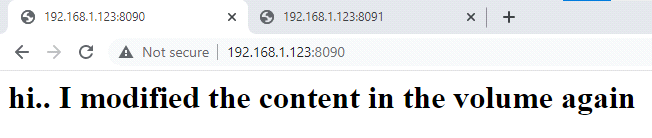 192.168.1.123:8090
192.168.1.123:8091
Not secure
192.168.1.123:8090
hi.. I modified the content in the volume again